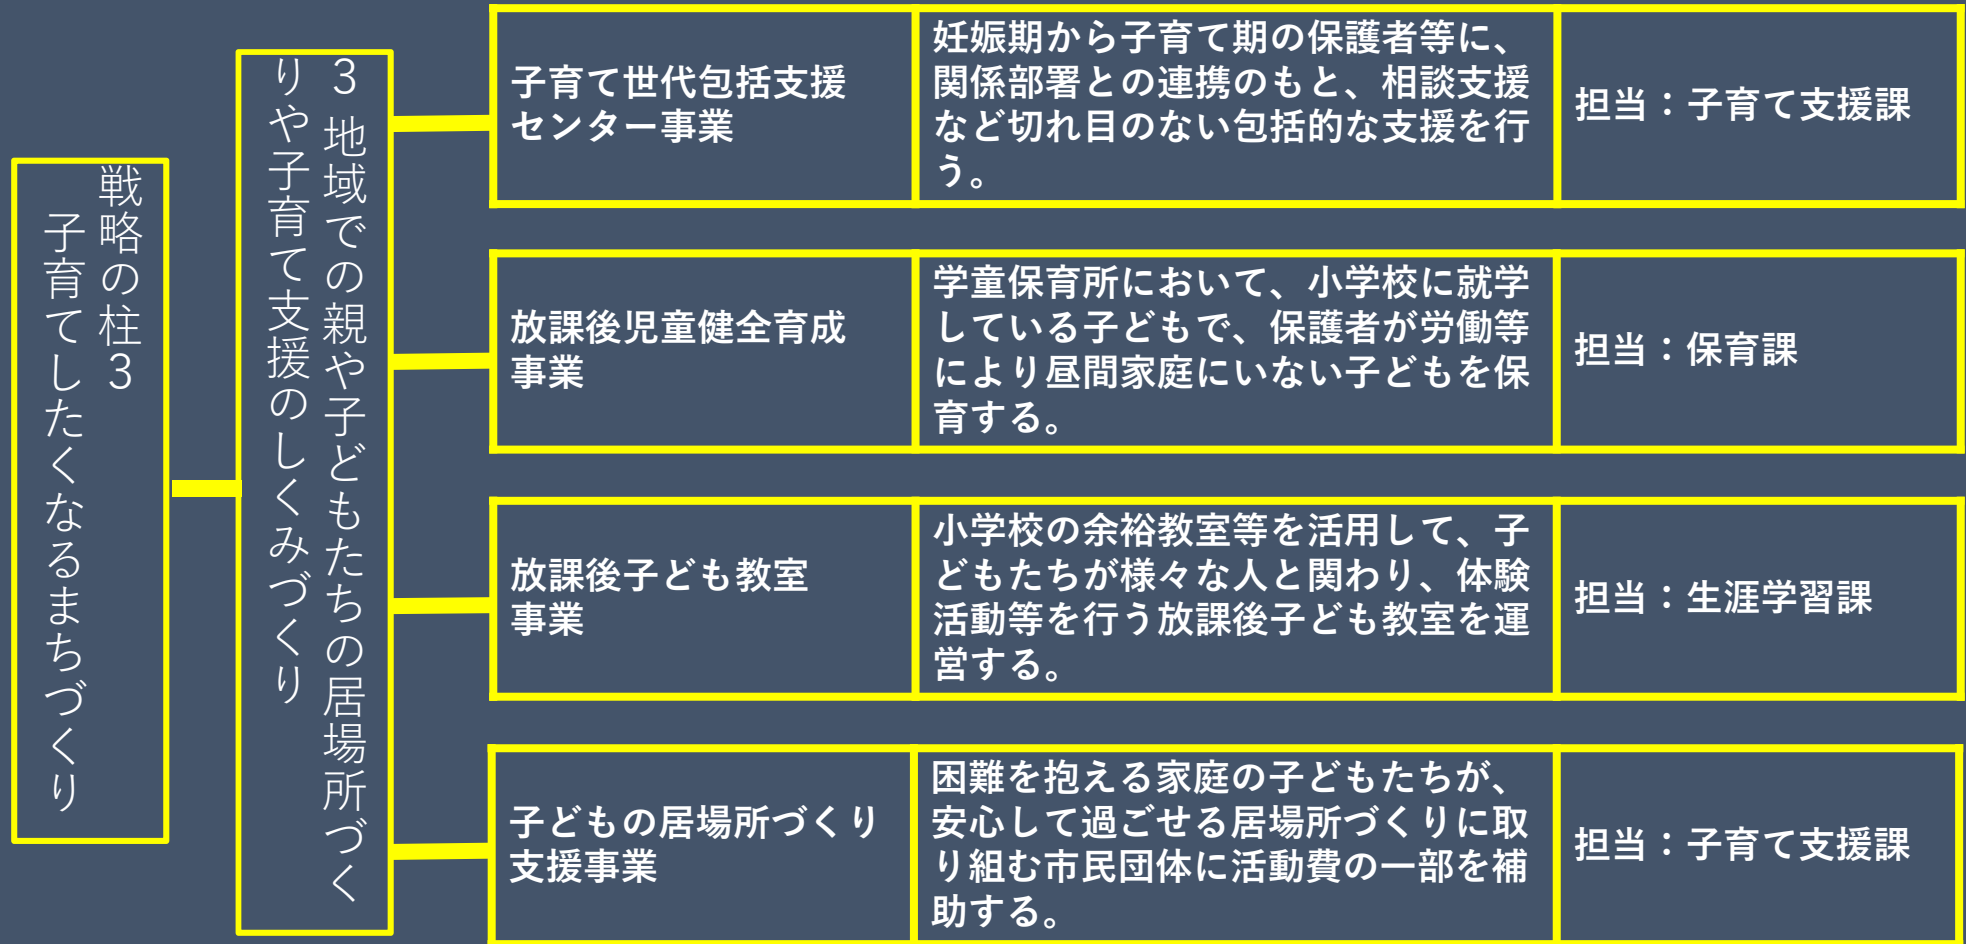 戦略の柱３
子育てしたくなるまちづくり
３ 地域での親や子どもたちの居場所づく
りや子育て支援のしくみづくり
子育て世代包括支援
センター事業
妊娠期から子育て期の保護者等に、
関係部署との連携のもと、相談支援
など切れ目のない包括的な支援を行
う。
担当：子育て支援課
放課後児童健全育成
事業
学童保育所において、小学校に就学
している子どもで、保護者が労働等
により昼間家庭にいない子どもを保
育する。
担当：保育課
放課後子ども教室
事業
小学校の余裕教室等を活用して、子
どもたちが様々な人と関わり、体験
活動等を行う放課後子ども教室を運
営する。
担当：生涯学習課
子どもの居場所づくり
支援事業
困難を抱える家庭の子どもたちが、
安心して過ごせる居場所づくりに取
り組む市民団体に活動費の一部を補
助する。
担当：子育て支援課